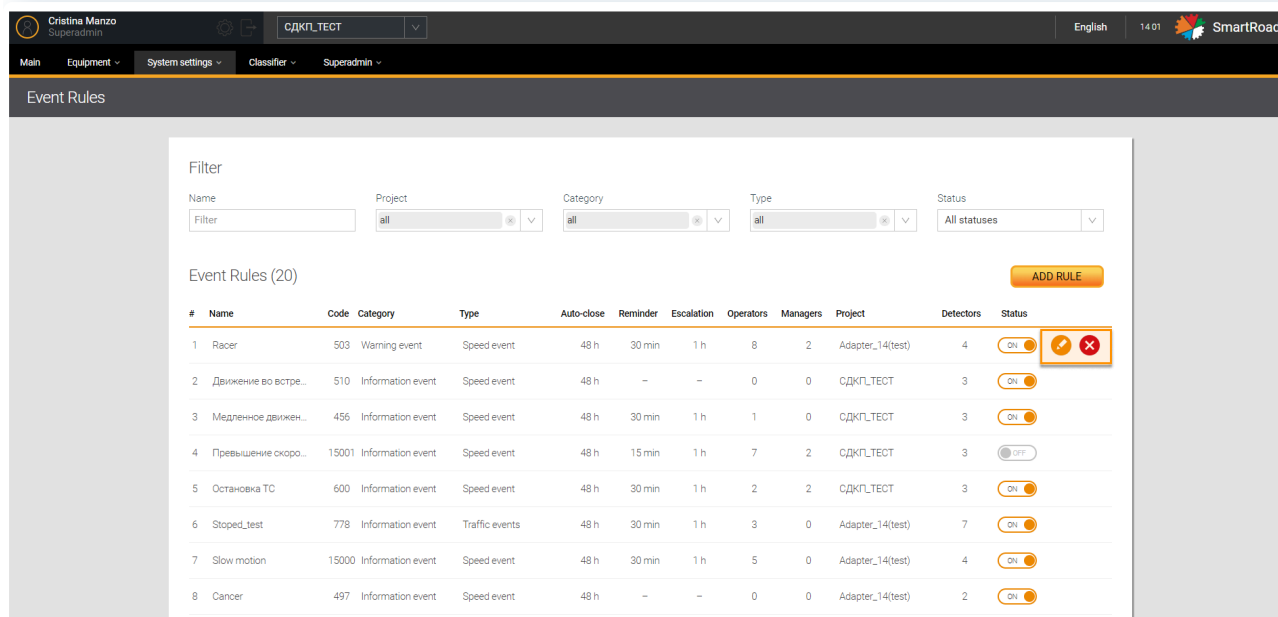 Cristina Manzo
Superadmin
СДКП_ТЕСТ
English
14 01
SmartRoad
Main Equipment System settings Classifier Superadmin
Event Rules
Filter
Name Project Category Type Status
Filter all all all All statuses
Event Rules (20)
ADD RULE
# Name Code Category Type Auto-close Reminder Escalation Operators Managers Project Detectors Status
1 Racer 503 Warning event Speed event 48 h 30 min 1 h 8 2 Adapter_14(test) 4 ON
2 Движение во встре... 510 Information event Speed event 48 h – – 0 0 СДКП_ТЕСТ 3 ON
3 Медленное движен... 456 Information event Speed event 48 h 30 min 1 h 1 0 СДКП_ТЕСТ 3 ON
4 Превышение скоро... 15001 Information event Speed event 48 h 15 min 1 h 7 2 СДКП_ТЕСТ 3 OFF
5 Остановка ТС 600 Information event Speed event 48 h 30 min 1 h 2 2 СДКП_ТЕСТ 3 ON
6 Stoped_test 778 Information event Traffic events 48 h 30 min 1 h 3 0 Adapter_14(test) 7 ON
7 Slow motion 15000 Information event Speed event 48 h 30 min 1 h 5 0 Adapter_14(test) 4 ON
8 Cancer 497 Information event Speed event 48 h – – 0 0 Adapter_14(test) 2 ON